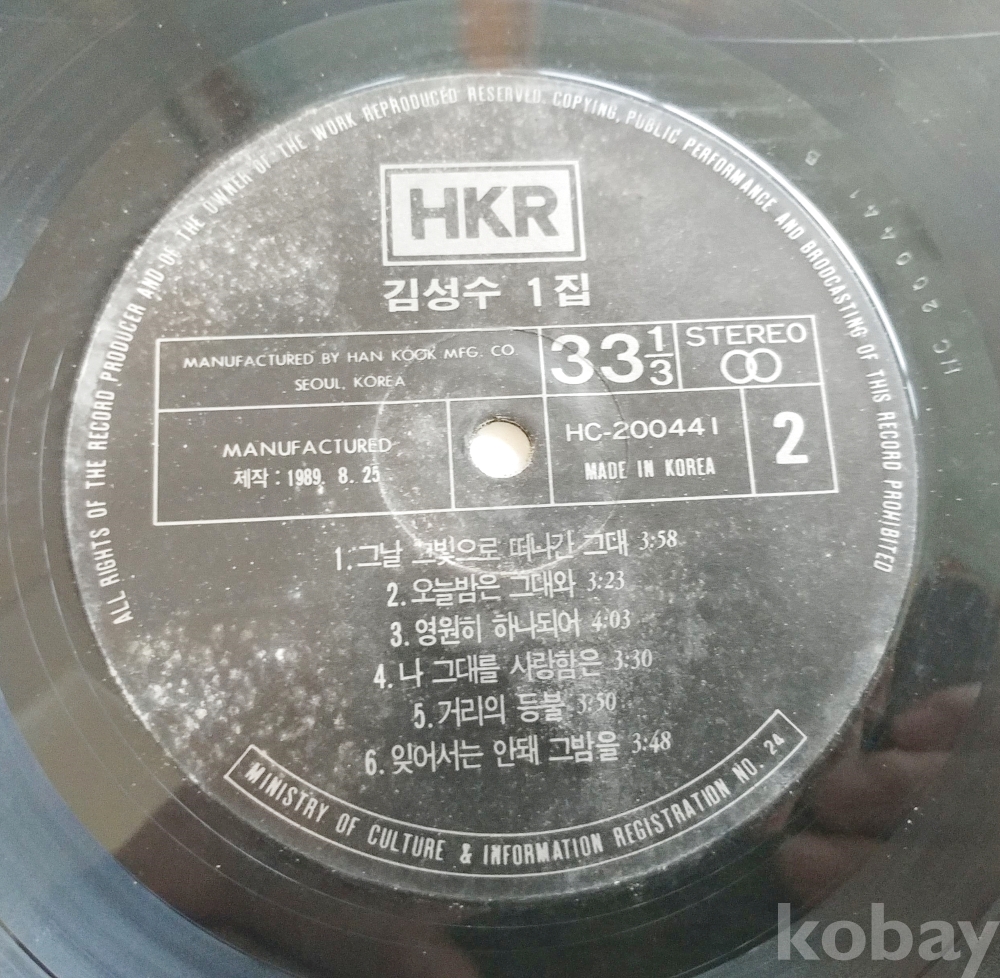 ALL RIGHTS OF THE RECORD PRODUCER AND OF THE OWNER OF THE WORK REPRODUCED RESERVED. COPYING, PUBLIC PERFORMANCE AND BRODCASTING OF THIS RECORD PROHIBITED
HKR
김성수 1집
MANUFACTURED BY HAN KOOK MFG. CO
SEOUL, KOREA
33 1/3
STEREO
MANUFACTURED
제작 : 1989. 8. 25
HC-200441
MADE IN KOREA
2
1. 그날 그빛으로 떠나간 그대 3:58
2. 오늘밤은 그대와 3:23
3. 영원히 하나되어 4:03
4. 나 그대를 사랑함은 3:30
5. 거리의 등불 3:50
6. 잊어서는 안돼 그밤을 3:48
MINISTRY OF CULTURE & INFORMATION REGISTRATION NO. 24
HC 200441 B
kobay